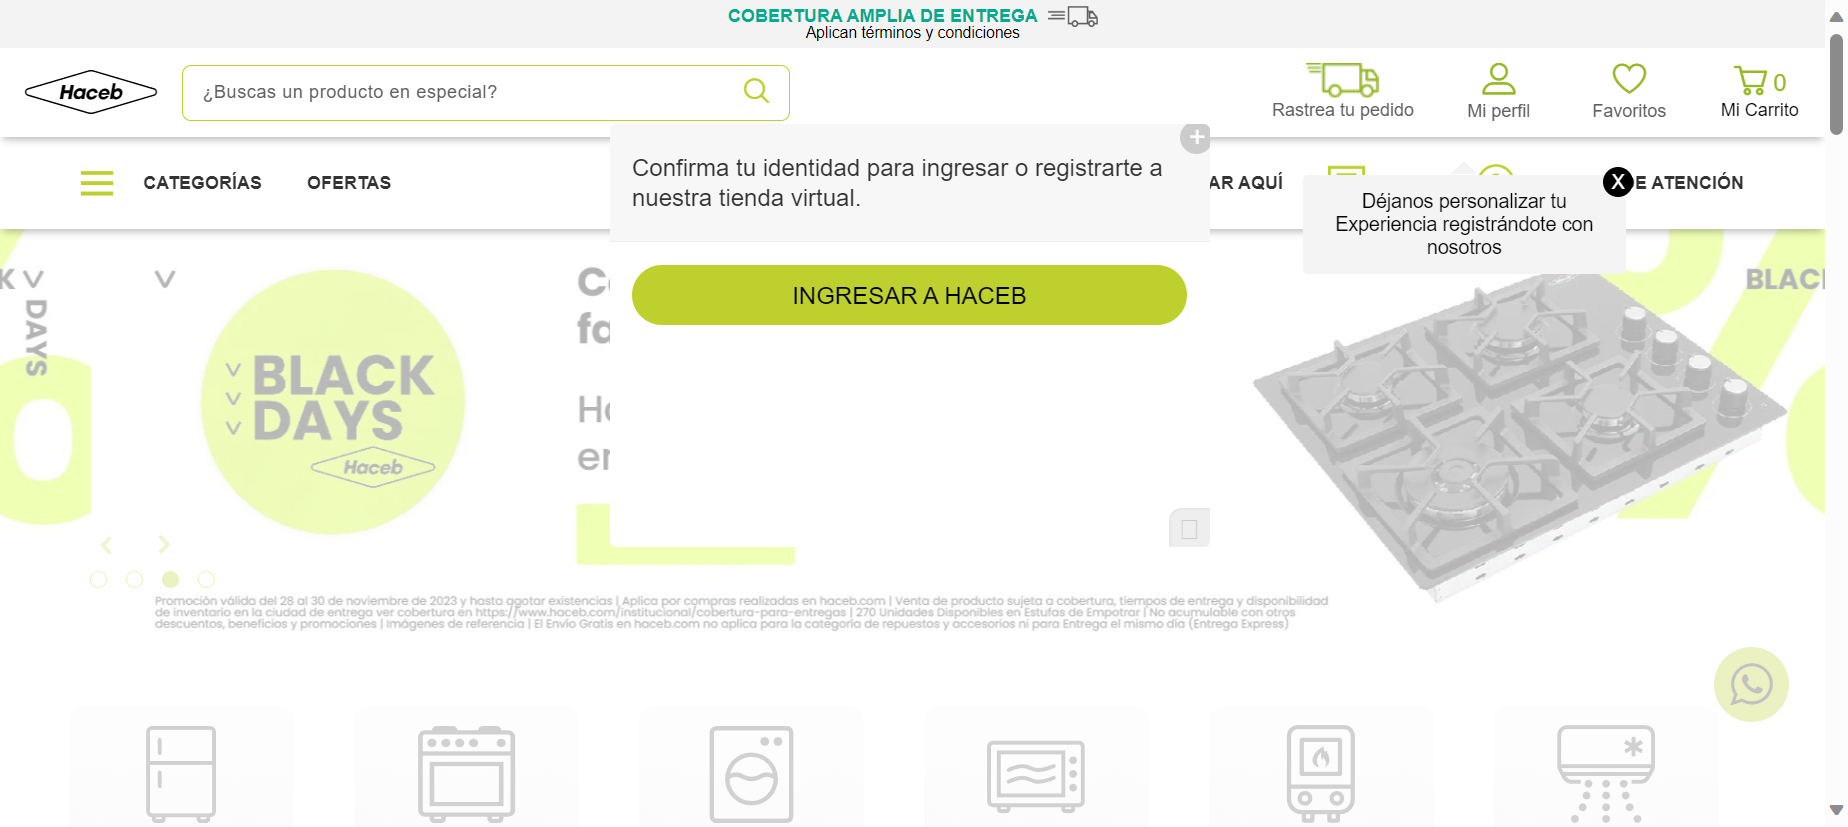 COBERTURA AMPLIA DE ENTREGA
Aplican términos y condiciones
Haceb
¿Buscas un producto en especial?
Rastrea tu pedido
Mi perfil
Favoritos
0
Mi Carrito
CATEGORÍAS
OFERTAS
AR AQUÍ
E ATENCIÓN
Confirma tu identidad para ingresar o registrarte a
nuestra tienda virtual.
INGRESAR A HACEB
X
Déjanos personalizar tu
Experiencia registrándote con
nosotros
K
DAYS
BLACK
DAYS
Haceb
fa
BLAC
Promoción válida del 28 al 30 de noviembre de 2023 y hasta agotar existencias | Aplica por compras realizadas en haceb.com | Venta de producto sujeta a cobertura, tiempos de entrega y disponibilidad
de inventario en la ciudad de entrega ver cobertura en https://www.haceb.com/institucional/cobertura-para-entregas | 270 Unidades Disponibles en Estufas de Empotrar | No acumulable con otros
descuentos, beneficios y promociones | Imágenes de referencia | El Envío Gratis en haceb.com no aplica para la categoría de repuestos y accesorios ni para Entrega el mismo día (Entrega Express)